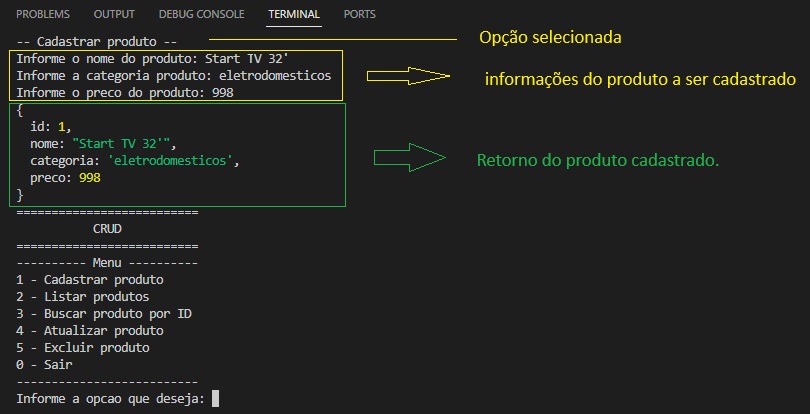 PROBLEMS OUTPUT DEBUG CONSOLE TERMINAL PORTS
-- Cadastrar produto --
Opção selecionada
Informe o nome do produto: Start TV 32'
Informe a categoria produto: eletrodomesticos
Informe o preco do produto: 998
informações do produto a ser cadastrado
{
  id: 1,
  nome: "Start TV 32'",
  categoria: 'eletrodomesticos',
  preco: 998
}
Retorno do produto cadastrado.
==========================
CRUD
==========================
---------- Menu ----------
1 - Cadastrar produto
2 - Listar produtos
3 - Buscar produto por ID
4 - Atualizar produto
5 - Excluir produto
0 - Sair
--------------------------
Informe a opcao que deseja: